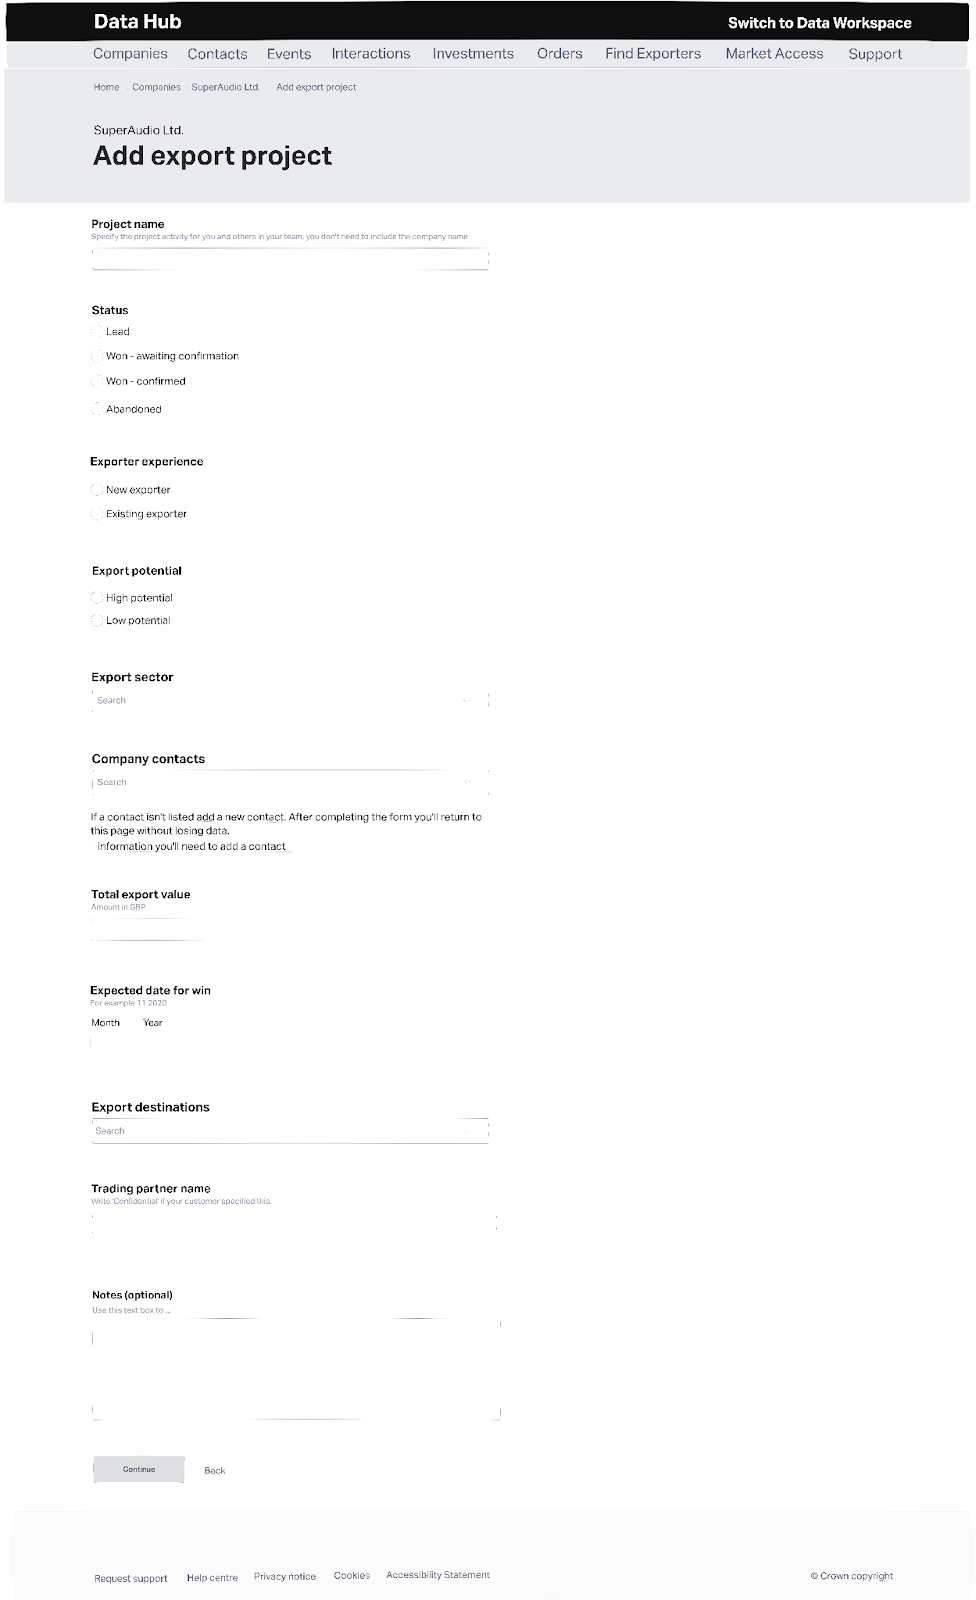 Data Hub
Switch to Data Workspace
Companies Contacts Events Interactions Investments Orders Find Exporters Market Access Support
Home Companies SuperAudio Ltd. Add export project
SuperAudio Ltd.
Add export project
Project name
Specify the project activity for you and others in your team, you don't need to include the company name
Status
Lead
Won - awaiting confirmation
Won - confirmed
Abandoned
Exporter experience
New exporter
Existing exporter
Export potential
High potential
Low potential
Export sector
Search
Company contacts
Search
If a contact isn't listed add a new contact. After completing the form you'll return to
this page without losing data.
Information you'll need to add a contact
Total export value
Amount in GBP
Expected date for win
For example 11 2020
Month Year
Export destinations
Search
Trading partner name
Write 'Confidential' if your customer specified this.
Notes (optional)
Use this text box to ...
Continue Back
Request support Help centre Privacy notice Cookies Accessibility Statement © Crown copyright